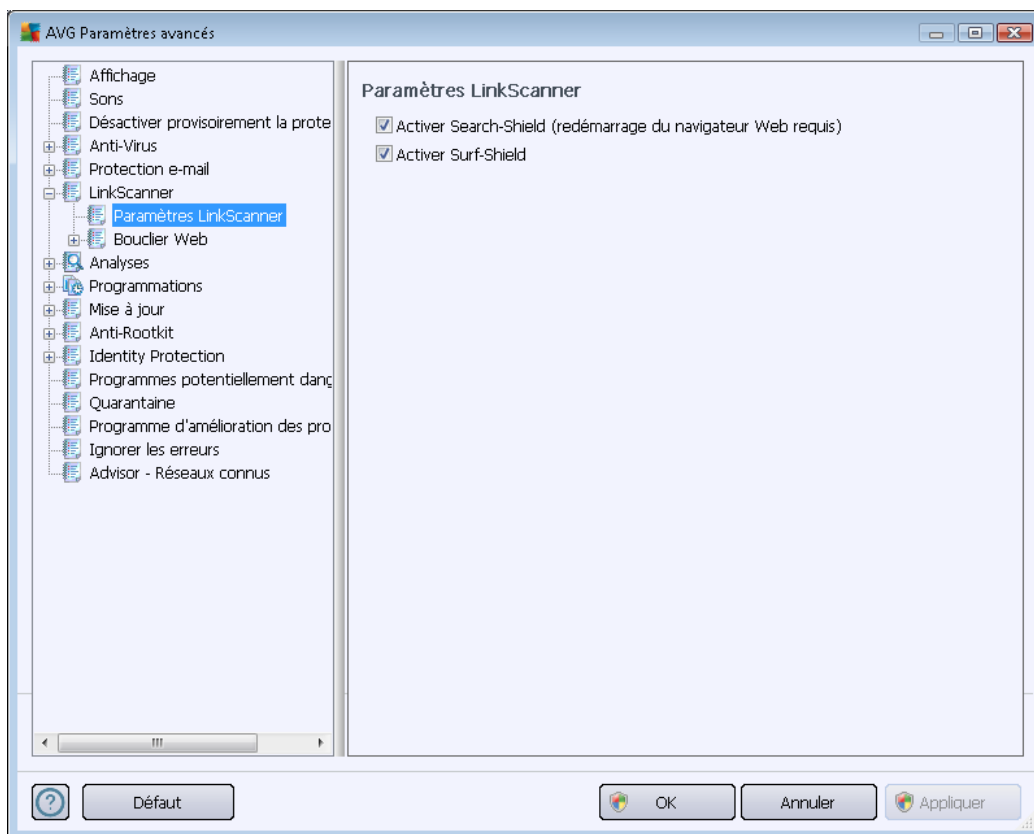 AVG Paramètres avancés
Affichage
Sons
Désactiver provisoirement la prote
Anti-Virus
Protection e-mail
LinkScanner
Paramètres LinkScanner
Bouclier Web
Analyses
Programmations
Mise à jour
Anti-Rootkit
Identity Protection
Programmes potentiellement dang
Quarantaine
Programme d'amélioration des pro
Ignorer les erreurs
Advisor - Réseaux connus
Paramètres LinkScanner
Activer Search-Shield (redémarrage du navigateur Web requis)
Activer Surf-Shield
Défaut
OK
Annuler
Appliquer